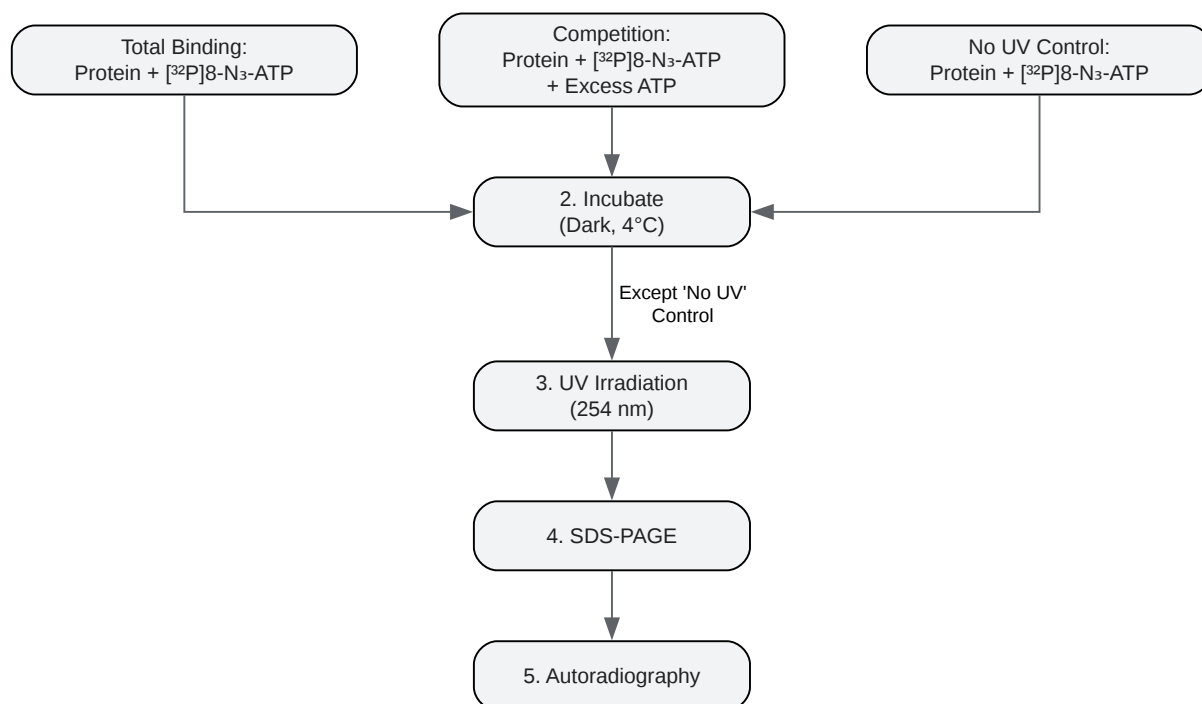 Total Binding:
Protein + [³²P]8-N₃-ATP
Competition:
Protein + [³²P]8-N₃-ATP
+ Excess ATP
No UV Control:
Protein + [³²P]8-N₃-ATP
2. Incubate
(Dark, 4°C)
Except 'No UV'
Control
3. UV Irradiation
(254 nm)
4. SDS-PAGE
5. Autoradiography